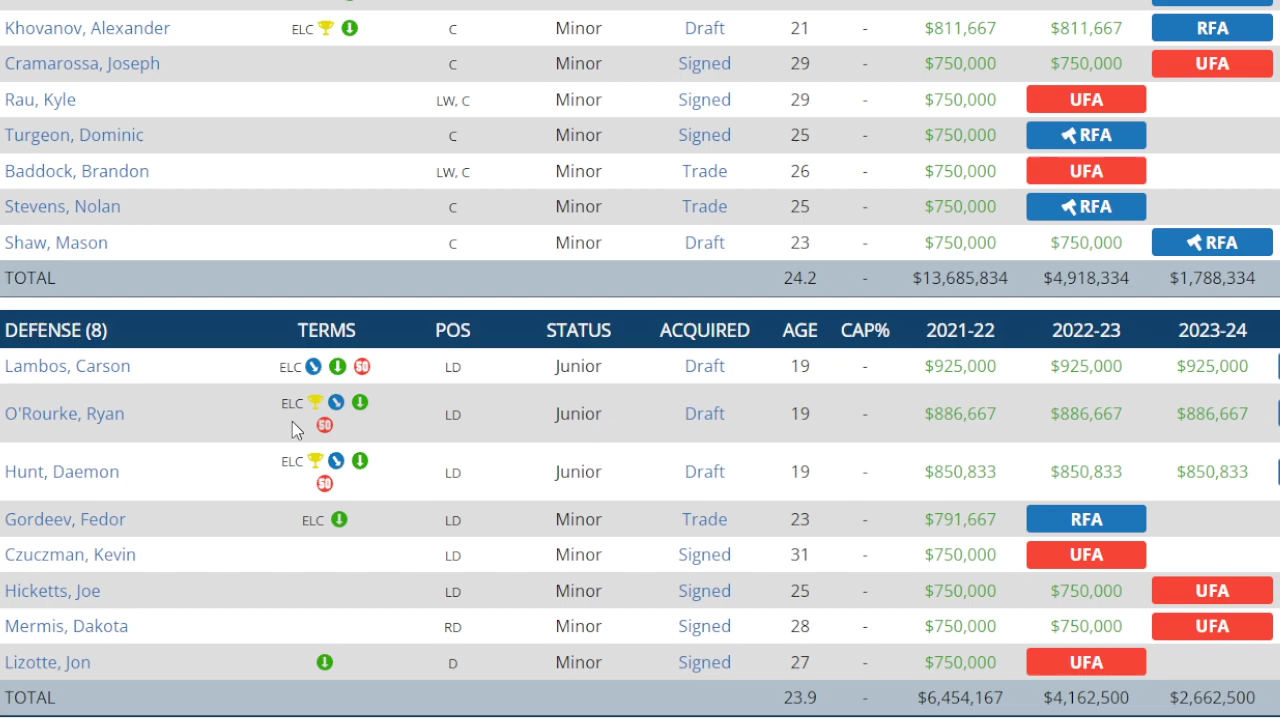 Khovanov, Alexander ELC C Minor Draft 21 - $811,667 $811,667 RFA
Cramarossa, Joseph C Minor Signed 29 - $750,000 $750,000 UFA
Rau, Kyle LW, C Minor Signed 29 - $750,000 UFA
Turgeon, Dominic C Minor Signed 25 - $750,000 RFA
Baddock, Brandon LW, C Minor Trade 26 - $750,000 UFA
Stevens, Nolan C Minor Trade 25 - $750,000 RFA
Shaw, Mason C Minor Draft 23 - $750,000 $750,000 RFA
TOTAL 24.2 - $13,685,834 $4,918,334 $1,788,334
DEFENSE (8) TERMS POS STATUS ACQUIRED AGE CAP% 2021-22 2022-23 2023-24
Lambos, Carson ELC 50 LD Junior Draft 19 - $925,000 $925,000 $925,000
O'Rourke, Ryan ELC 50 LD Junior Draft 19 - $886,667 $886,667 $886,667
Hunt, Daemon ELC 50 LD Junior Draft 19 - $850,833 $850,833 $850,833
Gordeev, Fedor ELC LD Minor Trade 23 - $791,667 RFA
Czuczman, Kevin LD Minor Signed 31 - $750,000 UFA
Hicketts, Joe LD Minor Signed 25 - $750,000 $750,000 UFA
Mermis, Dakota RD Minor Signed 28 - $750,000 $750,000 UFA
Lizotte, Jon D Minor Signed 27 - $750,000 UFA
TOTAL 23.9 - $6,454,167 $4,162,500 $2,662,500